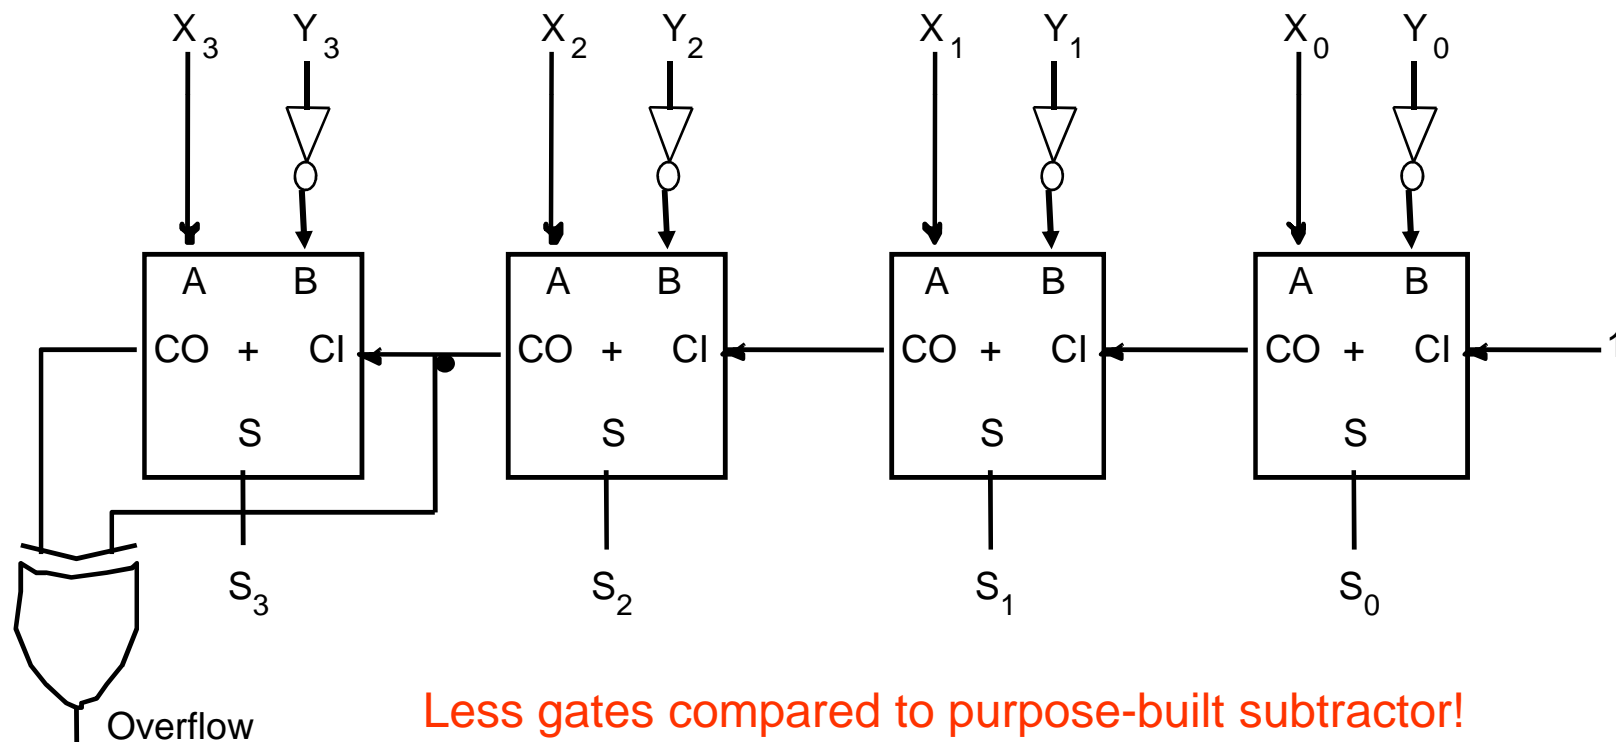 X3 Y3 X2 Y2 X1 Y1 X0 Y0
A B A B A B A B
CO + CI CO + CI CO + CI CO + CI 1
S S S S
S3 S2 S1 S0
Overflow
Less gates compared to purpose-built subtractor!